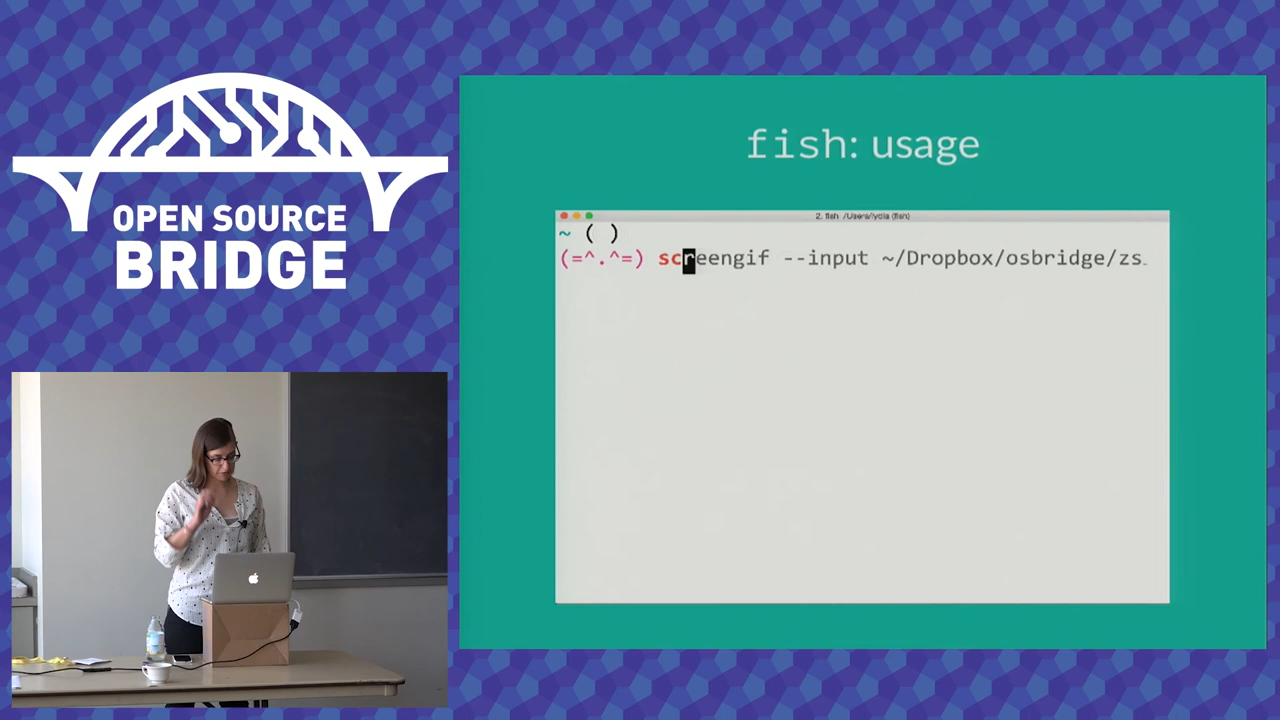 OPEN SOURCE
BRIDGE
fish: usage
2. fish /Users/lydia (fish)
~ ( )
(=^.^=) screengif --input ~/Dropbox/osbridge/zs